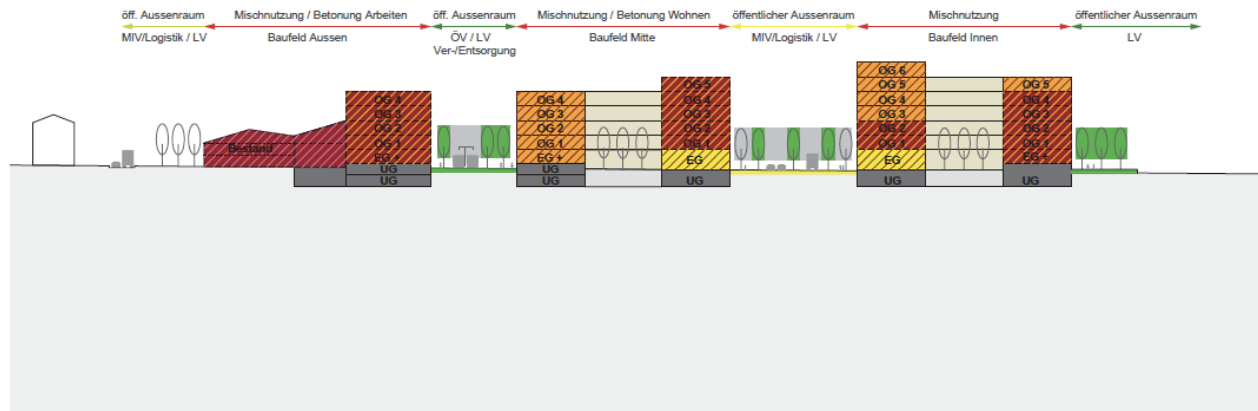 öff. Aussenraum
MIV/Logistik / LV
Mischnutzung / Betonung Arbeiten
Baufeld Aussen
öff. Aussenraum
ÖV / LV
Ver-/Entsorgung
Mischnutzung / Betonung Wohnen
Baufeld Mitte
öffentlicher Aussenraum
MIV/Logistik / LV
Mischnutzung
Baufeld Innen
öffentlicher Aussenraum
LV
Bestand
OG 4
OG 3
OG 2
OG 1
EG +
UG
UG
OG 4
OG 3
OG 2
OG 1
EG +
UG
UG
OG 5
OG 4
OG 3
OG 2
OG 1
EG
UG
OG 6
OG 5
OG 4
OG 3
OG 2
OG 1
EG
UG
OG 5
OG 4
OG 3
OG 2
OG 1
EG +
UG